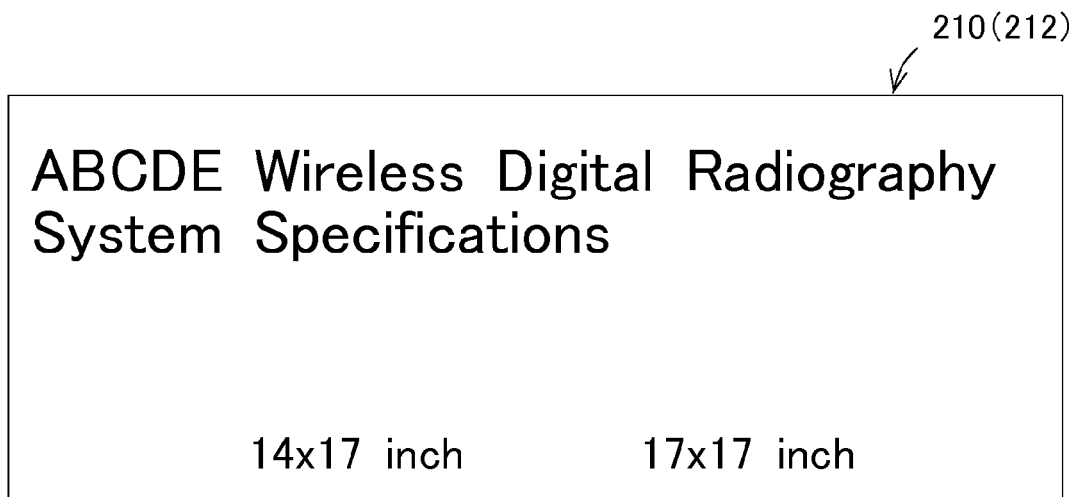 210(212)
ABCDE Wireless Digital Radiography
System Specifications
14x17 inch 17x17 inch